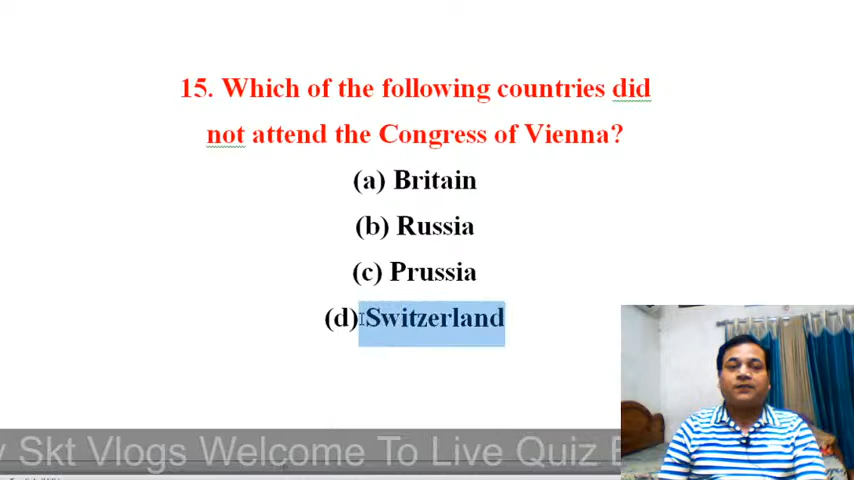 15. Which of the following countries did
not attend the Congress of Vienna?
(a) Britain
(b) Russia
(c) Prussia
(d) Switzerland
Skt Vlogs Welcome To Live Quiz